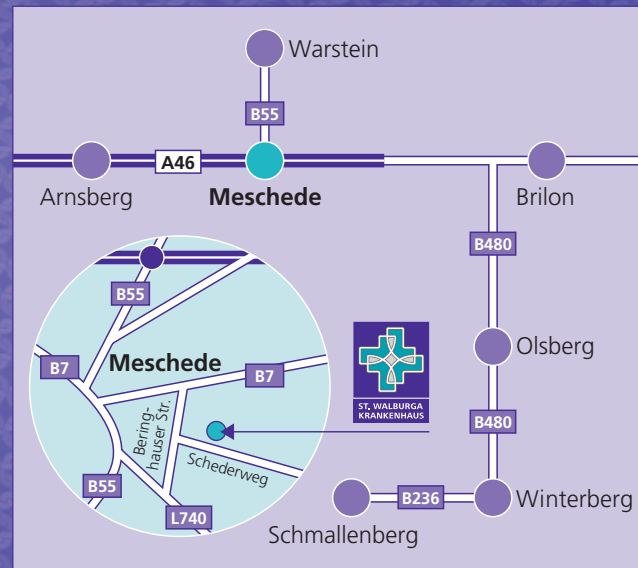 Warstein
B55
A46
Arnsberg
Meschede
Brilon
B480
B55
Meschede
Olsberg
B7
B7
ST. WALBURGA
KRANKENHAUS
Bering-
hauser Str.
B480
Schederweg
B55
B236
Winterberg
L740
Schmallenberg